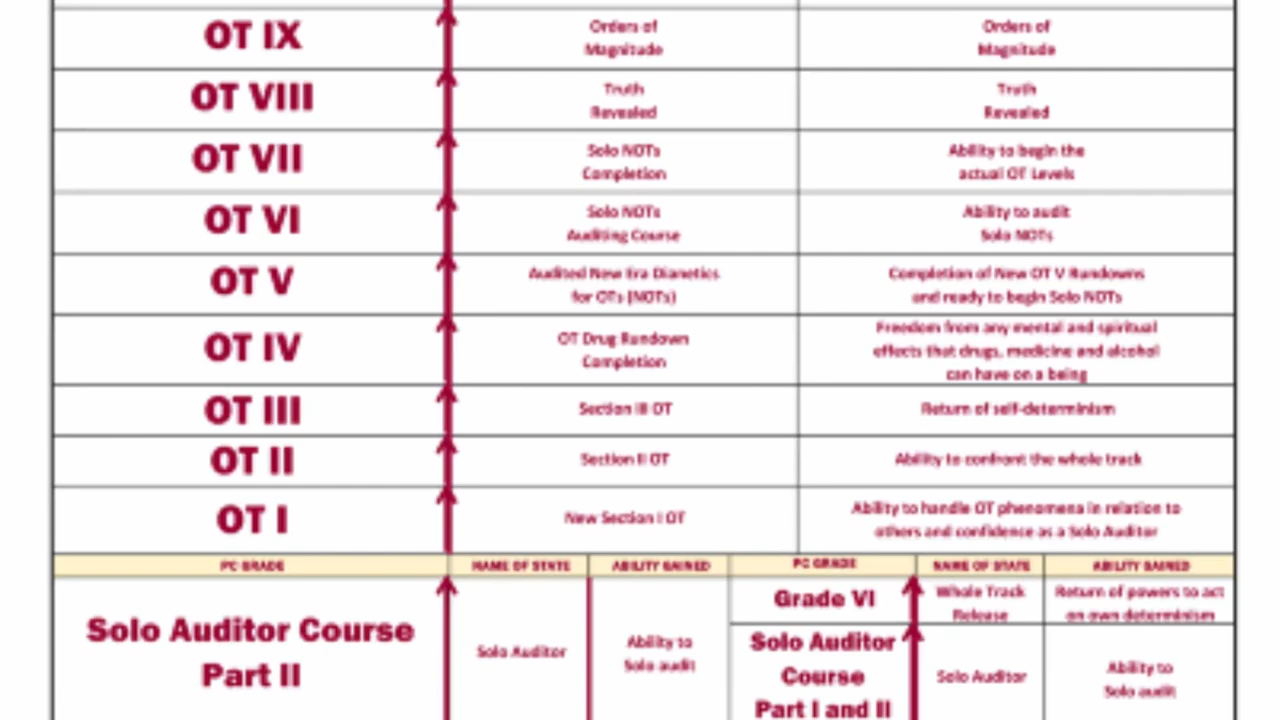 OT IX
Orders of
Magnitude
Orders of
Magnitude
OT VIII
Truth
Revealed
Truth
Revealed
OT VII
Solo NOTs
Completion
Ability to begin the
actual OT Levels
OT VI
Solo NOTs
Auditing Course
Ability to audit
Solo NOTs
OT V
Audited New Era Dianetics
for OTs (NOTs)
Completion of New OT V Rundowns
and ready to begin Solo NOTs
OT IV
OT Drug Rundown
Completion
Freedom from any mental and spiritual
effects that drugs, medicine and alcohol
can have on a being
OT III
Section III OT
Return of self-determinism
OT II
Section II OT
Ability to confront the whole track
OT I
New Section I OT
Ability to handle OT phenomena in relation to
others and confidence as a Solo Auditor
PC GRADE
NAME OF STATE
ABILITY GAINED
PC GRADE
NAME OF STATE
ABILITY GAINED
Solo Auditor Course
Part II
Solo Auditor
Ability to
Solo audit
Grade VI
Whole Track
Release
Return of powers to act
on own determinism
Solo Auditor
Course
Part I and II
Solo Auditor
Ability to
Solo audit